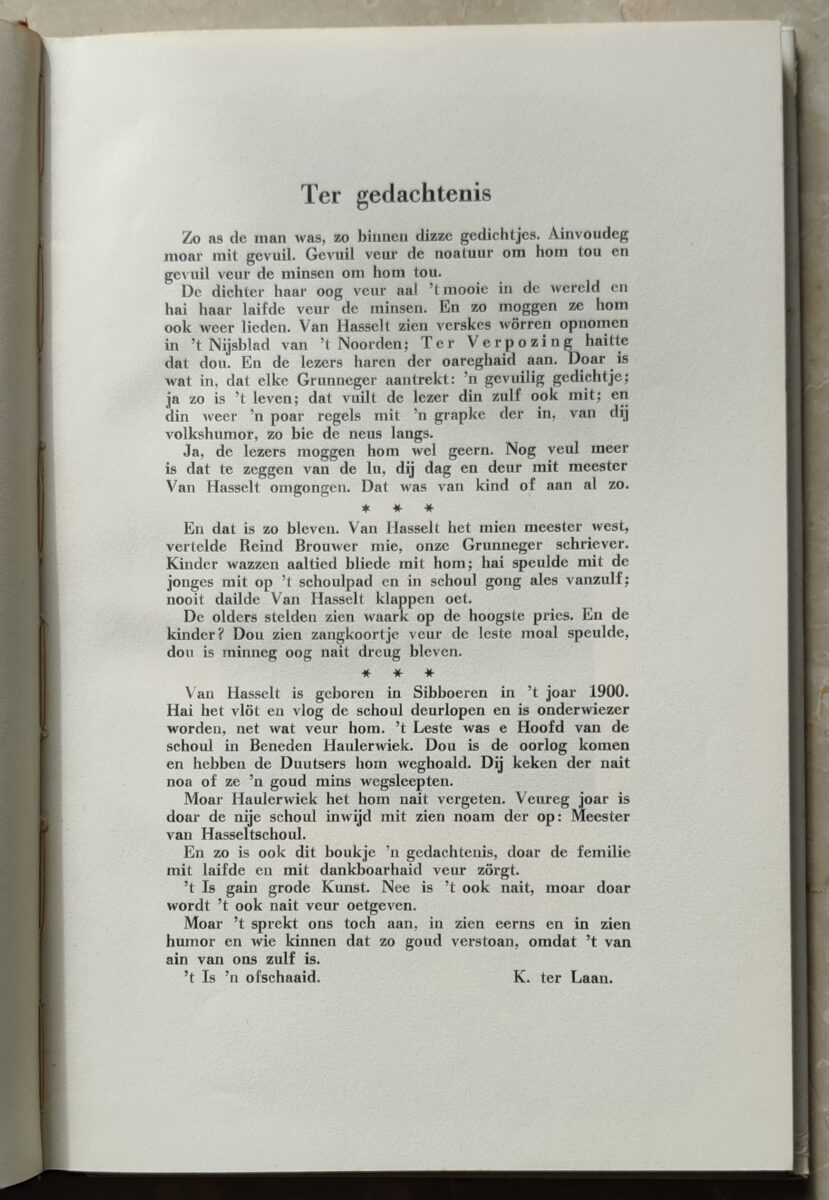 Ter gedachtenis
Zo as de man was, zo binnen dizze gedichtjes. Ainvoudeg
moar mit gevuil. Gevuil veur de noatuur om hom tou en
gevuil veur de minsen om hom tou.
De dichter haar oog veur aal 't mooie in de wereld en
hai haar laifde veur de minsen. En zo moggen ze hom
ook weer lieden. Van Hasselt zien verskes wörren opnomen
in 't Nijsblad van 't Noorden; Ter Verpozing haitte
dat dou. En de lezers haren der oareghaid aan. Doar is
wat in, dat elke Grunneger aantrekt: 'n gevuilig gedichtje;
ja zo is 't leven; dat vuilt de lezer din zulf ook mit; en
din weer 'n poar regels mit 'n grapke der in, van dij
volkshumor, zo bie de neus langs.
Ja, de lezers moggen hom wel geern. Nog veul meer
is dat te zeggen van de lu, dij dag en deur mit meester
Van Hasselt omgongen. Dat was van kind of aan al zo.
* * *
En dat is zo bleven. Van Hasselt het mien meester west,
vertelde Reind Brouwer mie, onze Grunneger schriever.
Kinder wazzen aaltied bliede mit hom; hai speulde mit de
jonges mit op 't schoulpad en in schoul gong ales vanzulf;
nooit dailde Van Hasselt klappen oet.
De olders stelden zien waark op de hoogste pries. En de
kinder? Dou zien zangkoortje veur de leste moal speulde,
dou is minneg oog nait dreug bleven.
* * *
Van Hasselt is geboren in Sibboeren in 't joar 1900.
Hai het vlöt en vlog de schoul deurlopen en is onderwiezer
worden, net wat veur hom. 't Leste was e Hoofd van de
schoul in Beneden Haulerwiek. Dou is de oorlog komen
en hebben de Duutsers hom weghoald. Dij keken der nait
noa of ze 'n goud mins wegsleepten.
Moar Haulerwiek het hom nait vergeten. Veureg joar is
doar de nije schoul inwijd mit zien noam der op: Meester
van Hasseltschoul.
En zo is ook dit boukje 'n gedachtenis, doar de femilie
mit laifde en mit dankboarhaid veur zörgt.
't Is gain grode Kunst. Nee is 't ook nait, moar doar
wordt 't ook nait veur oetgeven.
Moar 't sprekt ons toch aan, in zien eerns en in zien
humor en wie kinnen dat zo goud verstoan, omdat 't van
ain van ons zulf is.
't Is 'n ofschaaid. K. ter Laan.